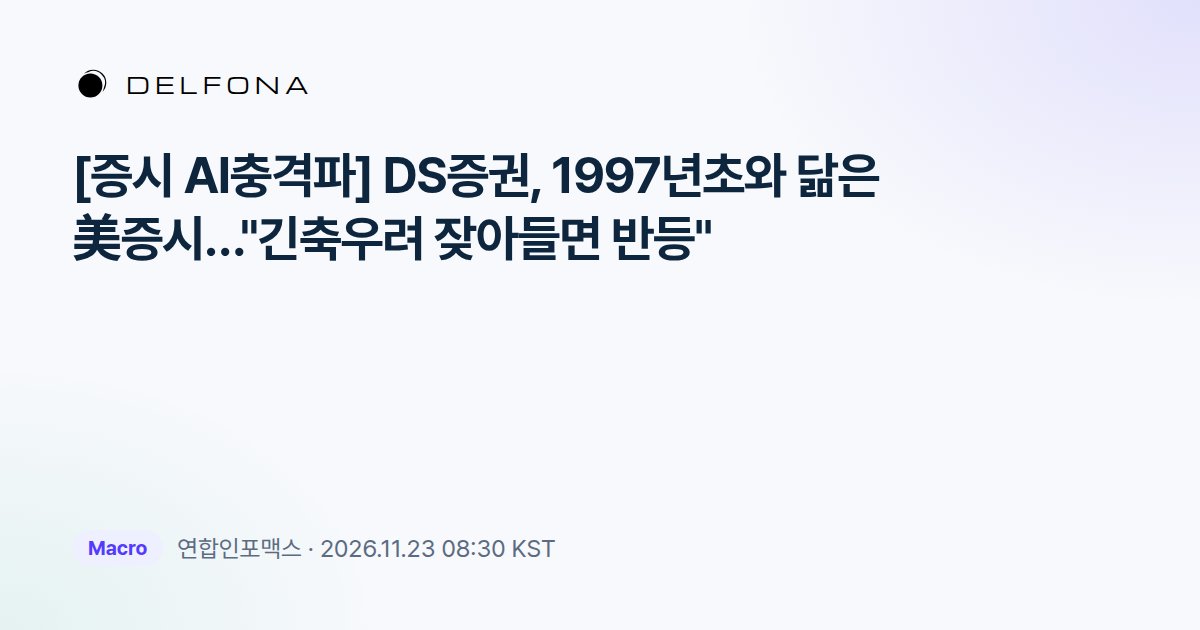 DELFONA
[증시 AI충격파] DS증권, 1997년초와 닮은
美증시…"긴축우려 잦아들면 반등"
Macro 연합인포맥스 · 2026.11.23 08:30 KST